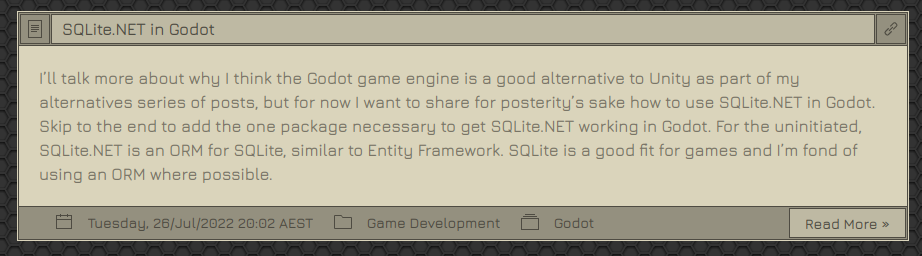 SQLite.NET in Godot
I'll talk more about why I think the Godot game engine is a good alternative to Unity as part of my
alternatives series of posts, but for now I want to share for posterity's sake how to use SQLite.NET in Godot.
Skip to the end to add the one package necessary to get SQLite.NET working in Godot. For the uninitiated,
SQLite.NET is an ORM for SQLite, similar to Entity Framework. SQLite is a good fit for games and I'm fond of
using an ORM where possible.
Tuesday, 26/Jul/2022 20:02 AEST Game Development Godot Read More »